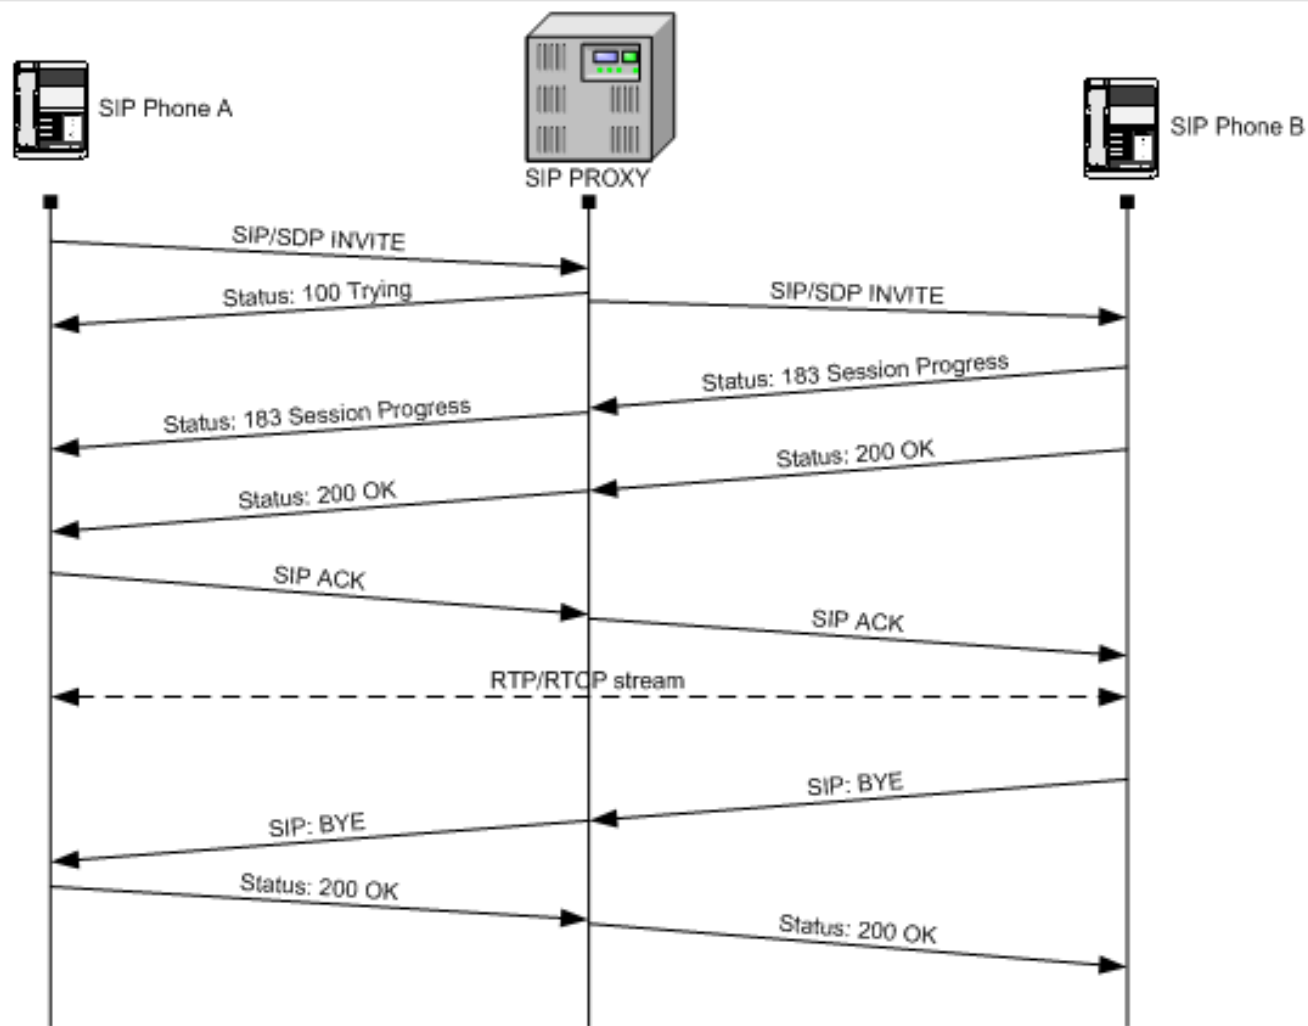 SIP Phone A
SIP PROXY
SIP Phone B
SIP/SDP INVITE
Status: 100 Trying
SIP/SDP INVITE
Status: 183 Session Progress
Status: 183 Session Progress
Status: 200 OK
Status: 200 OK
SIP ACK
SIP ACK
RTP/RTCP stream
SIP: BYE
SIP: BYE
Status: 200 OK
Status: 200 OK